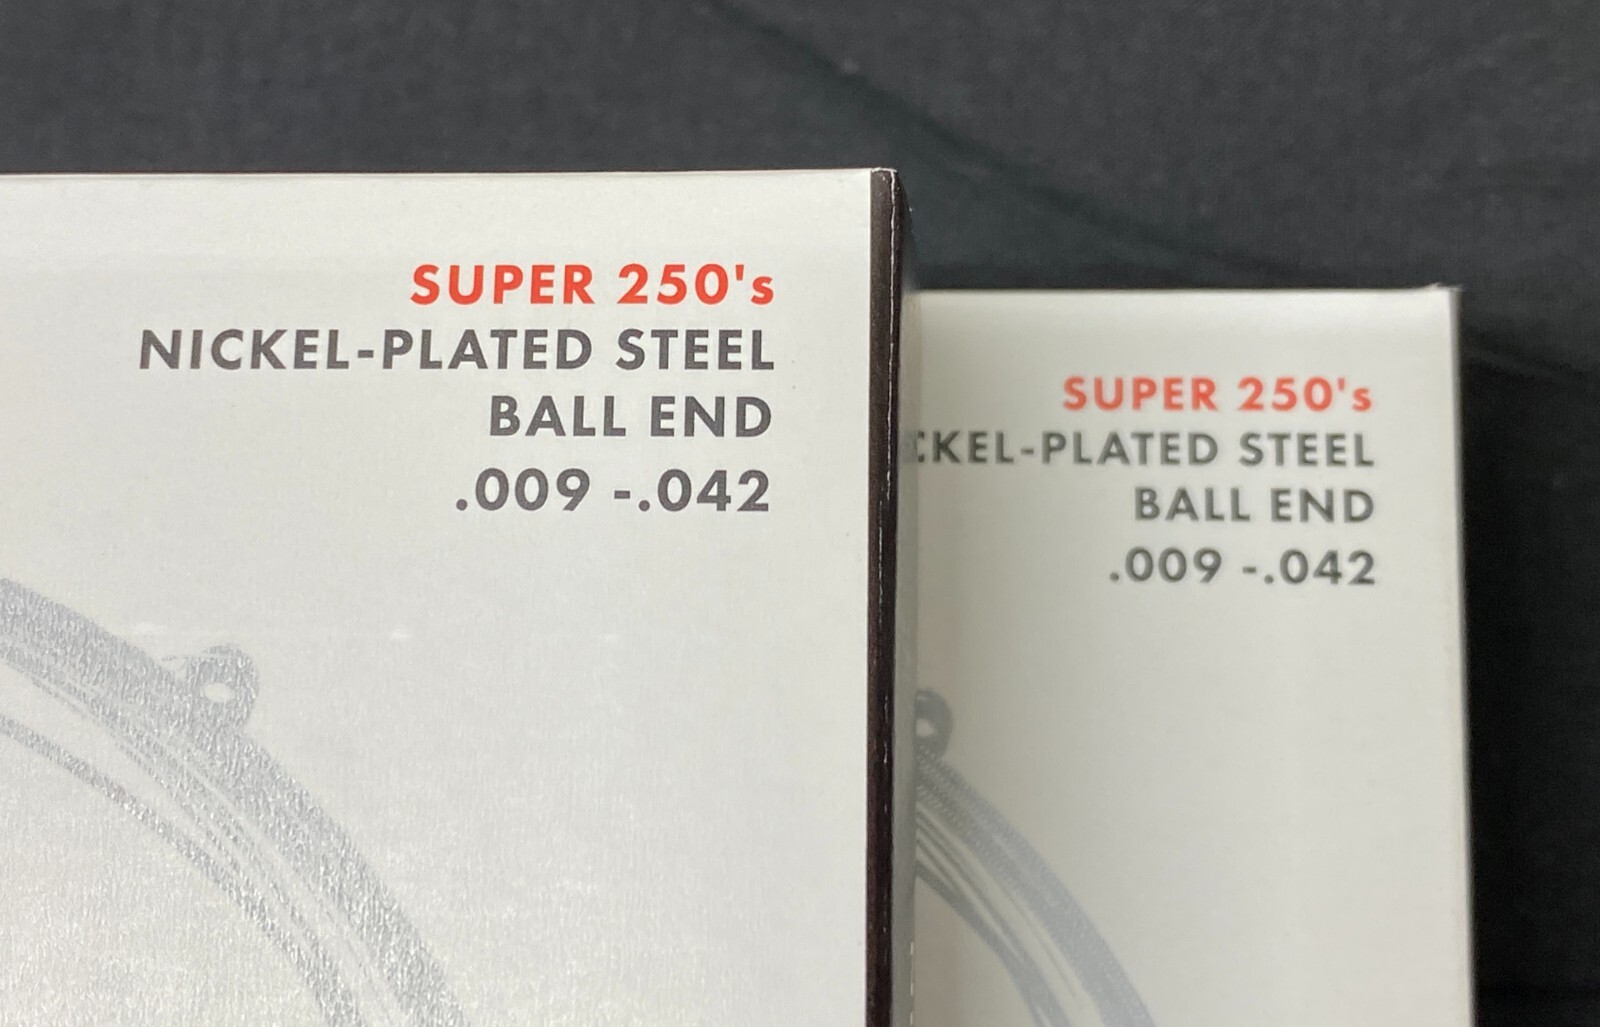 SUPER 250's
NICKEL-PLATED STEEL
BALL END
.009 -.042
SUPER 250's
CKEL-PLATED STEEL
BALL END
.009 -.042